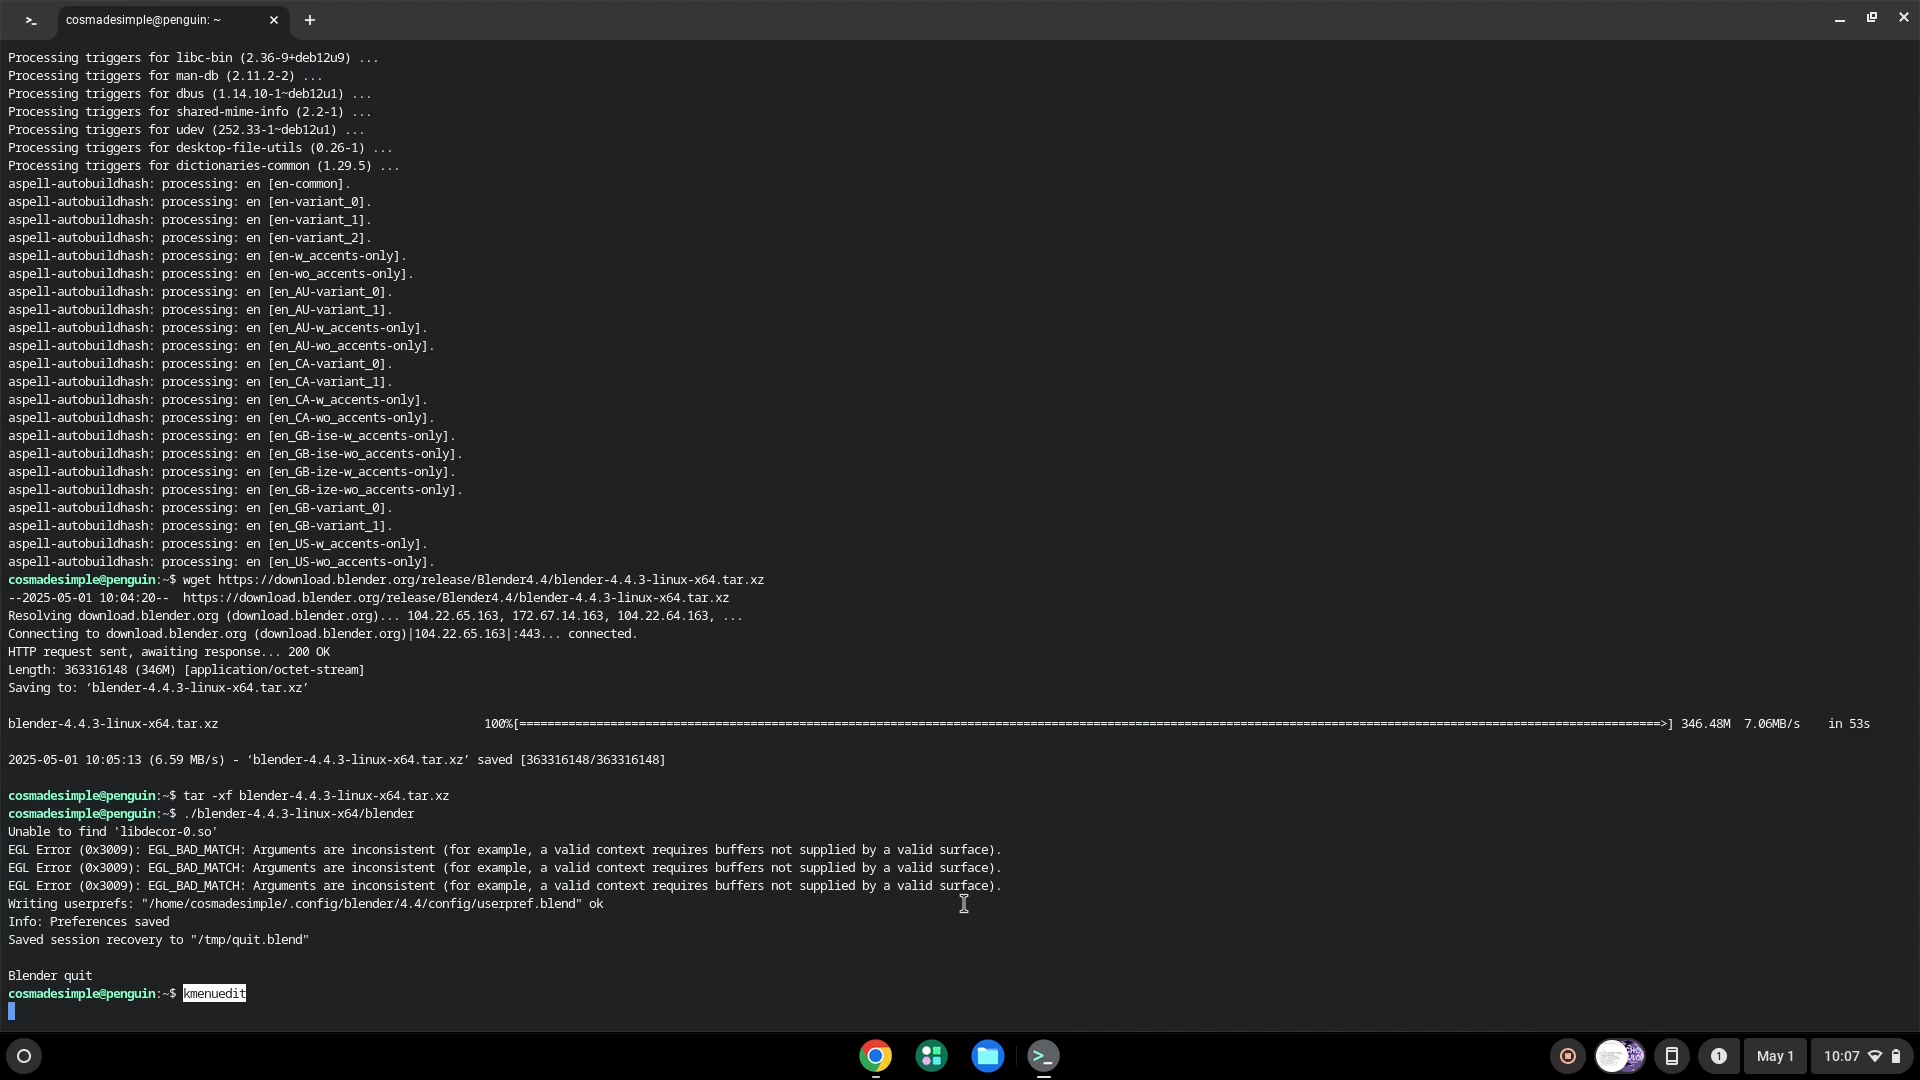 cosmadesimple@penguin: ~
Processing triggers for libc-bin (2.36-9+deb12u9) ...
Processing triggers for man-db (2.11.2-2) ...
Processing triggers for dbus (1.14.10-1~deb12u1) ...
Processing triggers for shared-mime-info (2.2-1) ...
Processing triggers for udev (252.33-1~deb12u1) ...
Processing triggers for desktop-file-utils (0.26-1) ...
Processing triggers for dictionaries-common (1.29.5) ...
aspell-autobuildhash: processing: en [en-common].
aspell-autobuildhash: processing: en [en-variant_0].
aspell-autobuildhash: processing: en [en-variant_1].
aspell-autobuildhash: processing: en [en-variant_2].
aspell-autobuildhash: processing: en [en-w_accents-only].
aspell-autobuildhash: processing: en [en-wo_accents-only].
aspell-autobuildhash: processing: en [en_AU-variant_0].
aspell-autobuildhash: processing: en [en_AU-variant_1].
aspell-autobuildhash: processing: en [en_AU-w_accents-only].
aspell-autobuildhash: processing: en [en_AU-wo_accents-only].
aspell-autobuildhash: processing: en [en_CA-variant_0].
aspell-autobuildhash: processing: en [en_CA-variant_1].
aspell-autobuildhash: processing: en [en_CA-w_accents-only].
aspell-autobuildhash: processing: en [en_CA-wo_accents-only].
aspell-autobuildhash: processing: en [en_GB-ise-w_accents-only].
aspell-autobuildhash: processing: en [en_GB-ise-wo_accents-only].
aspell-autobuildhash: processing: en [en_GB-ize-w_accents-only].
aspell-autobuildhash: processing: en [en_GB-ize-wo_accents-only].
aspell-autobuildhash: processing: en [en_GB-variant_0].
aspell-autobuildhash: processing: en [en_GB-variant_1].
aspell-autobuildhash: processing: en [en_US-w_accents-only].
aspell-autobuildhash: processing: en [en_US-wo_accents-only].
cosmadesimple@penguin:~$ wget https://download.blender.org/release/Blender4.4/blender-4.4.3-linux-x64.tar.xz
--2025-05-01 10:04:20--  https://download.blender.org/release/Blender4.4/blender-4.4.3-linux-x64.tar.xz
Resolving download.blender.org (download.blender.org)... 104.22.65.163, 172.67.14.163, 104.22.64.163, ...
Connecting to download.blender.org (download.blender.org)|104.22.65.163|:443... connected.
HTTP request sent, awaiting response... 200 OK
Length: 363316148 (346M) [application/octet-stream]
Saving to: ‘blender-4.4.3-linux-x64.tar.xz’
blender-4.4.3-linux-x64.tar.xz 100%[===================>] 346.48M 7.06MB/s in 53s
2025-05-01 10:05:13 (6.59 MB/s) - ‘blender-4.4.3-linux-x64.tar.xz’ saved [363316148/363316148]
cosmadesimple@penguin:~$ tar -xf blender-4.4.3-linux-x64.tar.xz
cosmadesimple@penguin:~$ ./blender-4.4.3-linux-x64/blender
Unable to find 'libdecor-0.so'
EGL Error (0x3009): EGL_BAD_MATCH: Arguments are inconsistent (for example, a valid context requires buffers not supplied by a valid surface).
EGL Error (0x3009): EGL_BAD_MATCH: Arguments are inconsistent (for example, a valid context requires buffers not supplied by a valid surface).
EGL Error (0x3009): EGL_BAD_MATCH: Arguments are inconsistent (for example, a valid context requires buffers not supplied by a valid surface).
Writing userprefs: "/home/cosmadesimple/.config/blender/4.4/config/userpref.blend" ok
Info: Preferences saved
Saved session recovery to "/tmp/quit.blend"
Blender quit
cosmadesimple@penguin:~$ kmenuedit
1 May 1 10:07